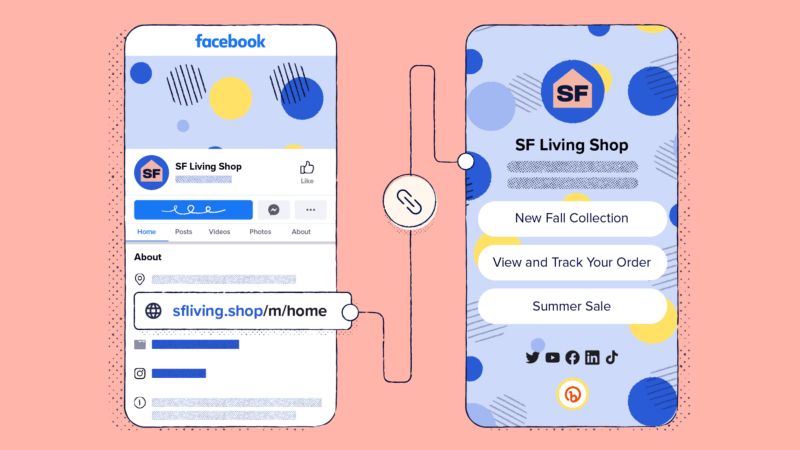 facebook
SF
SF Living Shop
Like
Home Posts Videos Photos About
About
sfliving.shop/m/home
SF
SF Living Shop
New Fall Collection
View and Track Your Order
Summer Sale